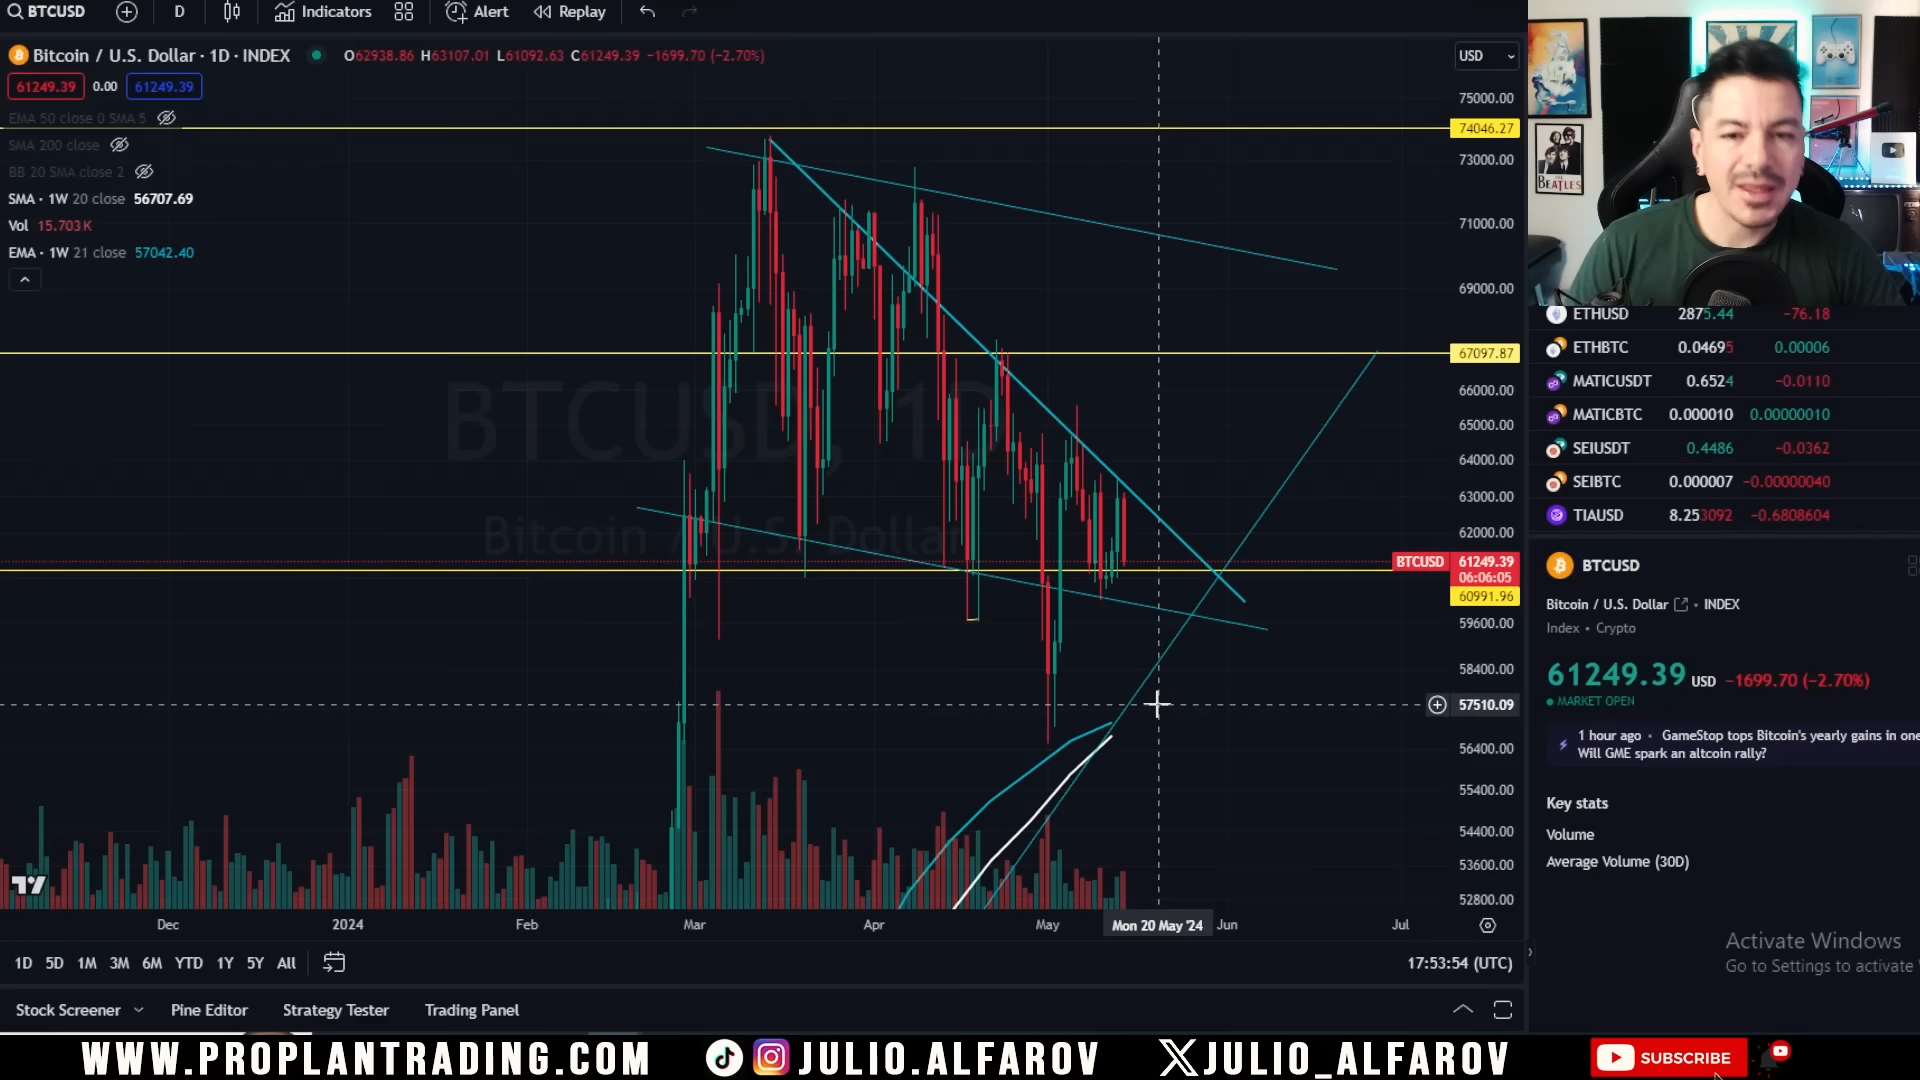 BTCUSD D Indicators Alert Replay
Bitcoin / U.S. Dollar · 1D · INDEX O62938.86 H63107.01 L61092.63 C61249.39 −1699.70 (−2.70%) USD
61249.39 0.00 61249.39
EMA 50 close 0 SMA 5
SMA 200 close
BB 20 SMA close 2
SMA · 1W 20 close 56707.69
Vol 15.703K
EMA · 1W 21 close 57042.40
BTCUSD, 1D
Bitcoin / U.S. Dollar
75000.00
74046.27
73000.00
71000.00
69000.00
67097.87
66000.00
65000.00
64000.00
63000.00
62000.00
BTCUSD 61249.39
06:06:05
60991.96
59600.00
58400.00
57510.09
56400.00
55400.00
54400.00
53600.00
52800.00
Dec 2024 Feb Mar Apr May Mon 20 May '24 Jun Jul
1D 5D 1M 3M 6M YTD 1Y 5Y All 17:53:54 (UTC)
Stock Screener Pine Editor Strategy Tester Trading Panel
THE
BEATLES
ETHUSD 2875.44 −76.18
ETHBTC 0.04695 0.00006
MATICUSDT 0.6524 −0.0110
MATICBTC 0.000010 0.00000010
SEIUSDT 0.4486 −0.0362
SEIBTC 0.000007 −0.00000040
TIAUSD 8.253092 −0.6808604
BTCUSD
Bitcoin / U.S. Dollar · INDEX
Index · Crypto
61249.39 USD −1699.70 (−2.70%)
MARKET OPEN
1 hour ago · GameStop tops Bitcoin's yearly gains in one
Will GME spark an altcoin rally?
Key stats
Volume
Average Volume (30D)
Activate Windows
Go to Settings to activate
WWW.PROPLANTRADING.COM JULIO.ALFAROV JULIO_ALFAROV SUBSCRIBE